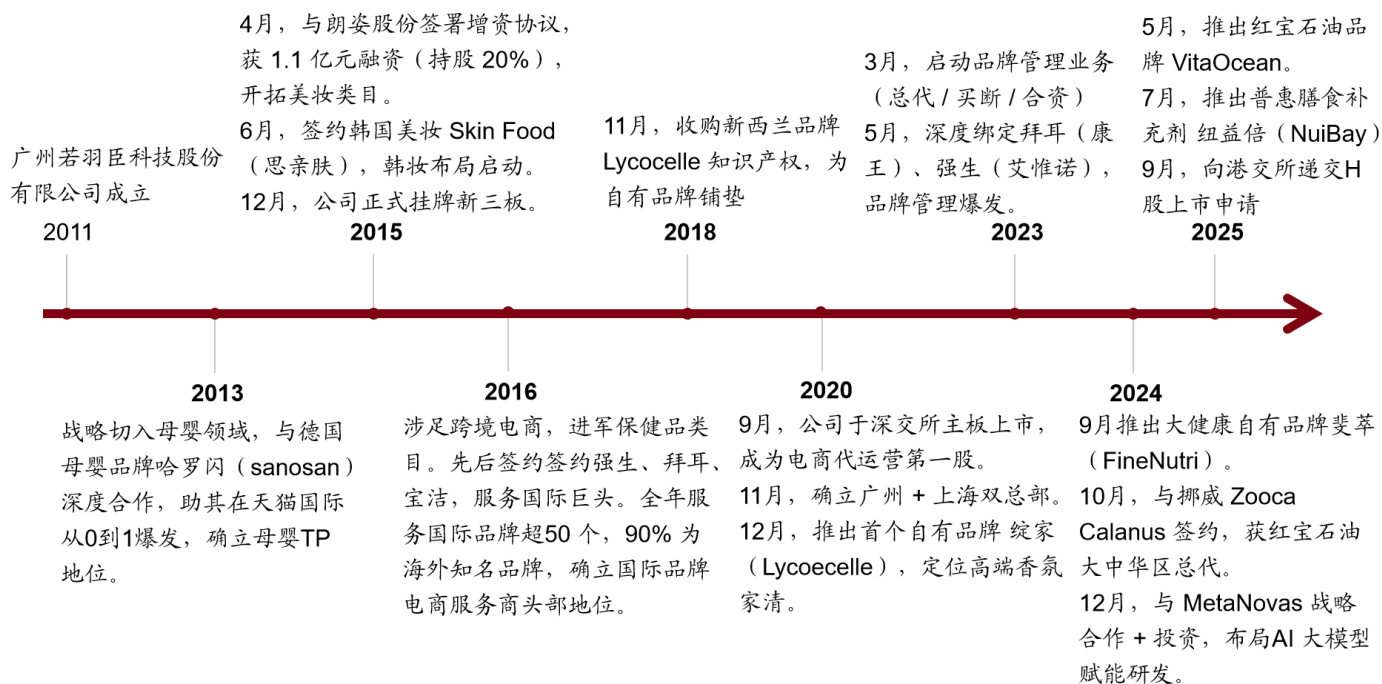 广州若羽臣科技股份
有限公司成立
2011
4月，与朗姿股份签署增资协议，
获 1.1 亿元融资（持股 20%），
开拓美妆类目。
6月，签约韩国美妆 Skin Food
（思亲肤），韩妆布局启动。
12月，公司正式挂牌新三板。
2015
11月，收购新西兰品牌
Lycocelle 知识产权，为
自有品牌铺垫
2018
3月，启动品牌管理业务
（总代 / 买断 / 合资）
5月，深度绑定拜耳（康
王）、强生（艾惟诺），
品牌管理爆发。
2023
5月，推出红宝石油品
牌 VitaOcean。
7月，推出普惠膳食补
充剂 纽益倍（NuiBay）
9月，向港交所递交H
股上市申请
2025
2013
战略切入母婴领域，与德国
母婴品牌哈罗闪（sanosan）
深度合作，助其在天猫国际
从0到1爆发，确立母婴TP
地位。
2016
涉足跨境电商，进军保健品类
目。先后签约签约强生、拜耳、
宝洁，服务国际巨头。全年服
务国际品牌超50 个，90% 为
海外知名品牌，确立国际品牌
电商服务商头部地位。
2020
9月，公司于深交所主板上市，
成为电商代运营第一股。
11月，确立广州 + 上海双总部。
12月，推出首个自有品牌 绽家
（Lycoecelle），定位高端香氛
家清。
2024
9月推出大健康自有品牌斐萃
（FineNutri）。
10月，与挪威 Zooca
Calanus 签约，获红宝石油
大中华区总代。
12月，与 MetaNovas 战略
合作 + 投资，布局AI 大模型
赋能研发。